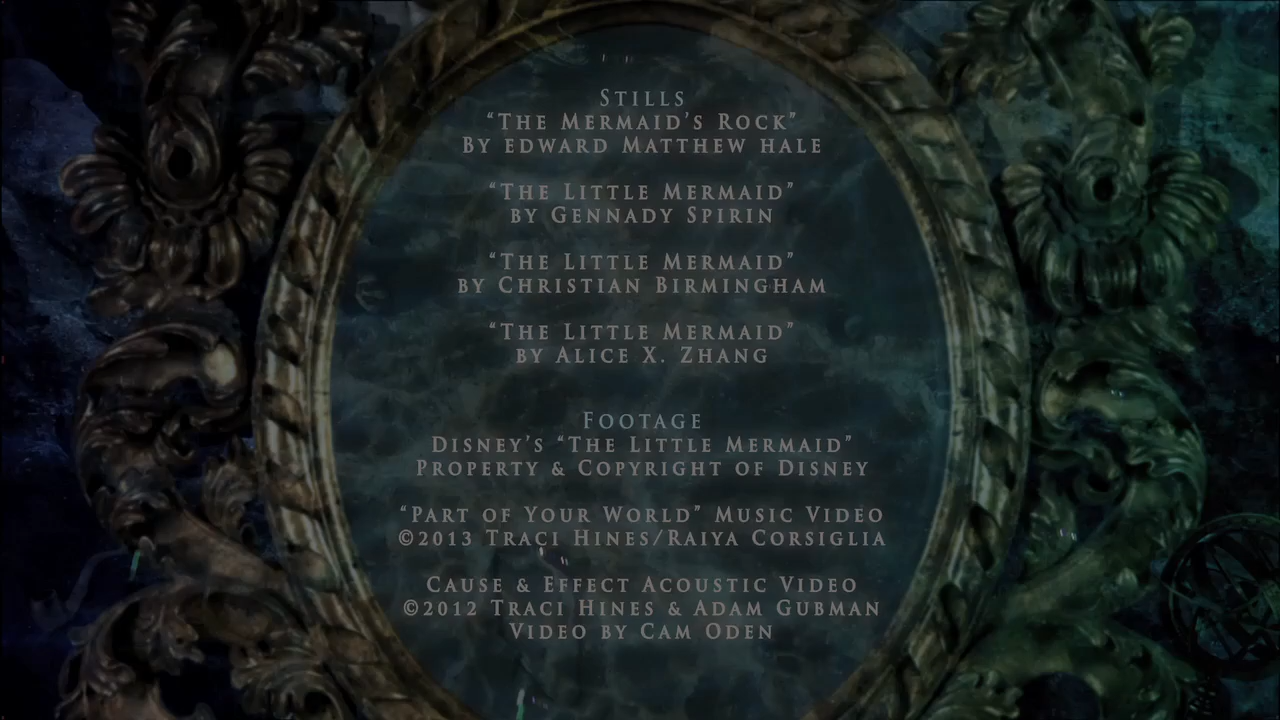 STILLS
“THE MERMAID’S ROCK”
BY EDWARD MATTHEW HALE
“THE LITTLE MERMAID”
BY GENNADY SPIRIN
“THE LITTLE MERMAID”
BY CHRISTIAN BIRMINGHAM
“THE LITTLE MERMAID”
BY ALICE X. ZHANG
FOOTAGE
DISNEY’S “THE LITTLE MERMAID”
PROPERTY & COPYRIGHT OF DISNEY
“PART OF YOUR WORLD” MUSIC VIDEO
©2013 TRACI HINES/RAIYA CORSIGLIA
CAUSE & EFFECT ACOUSTIC VIDEO
©2012 TRACI HINES & ADAM GUBMAN
VIDEO BY CAM ODEN